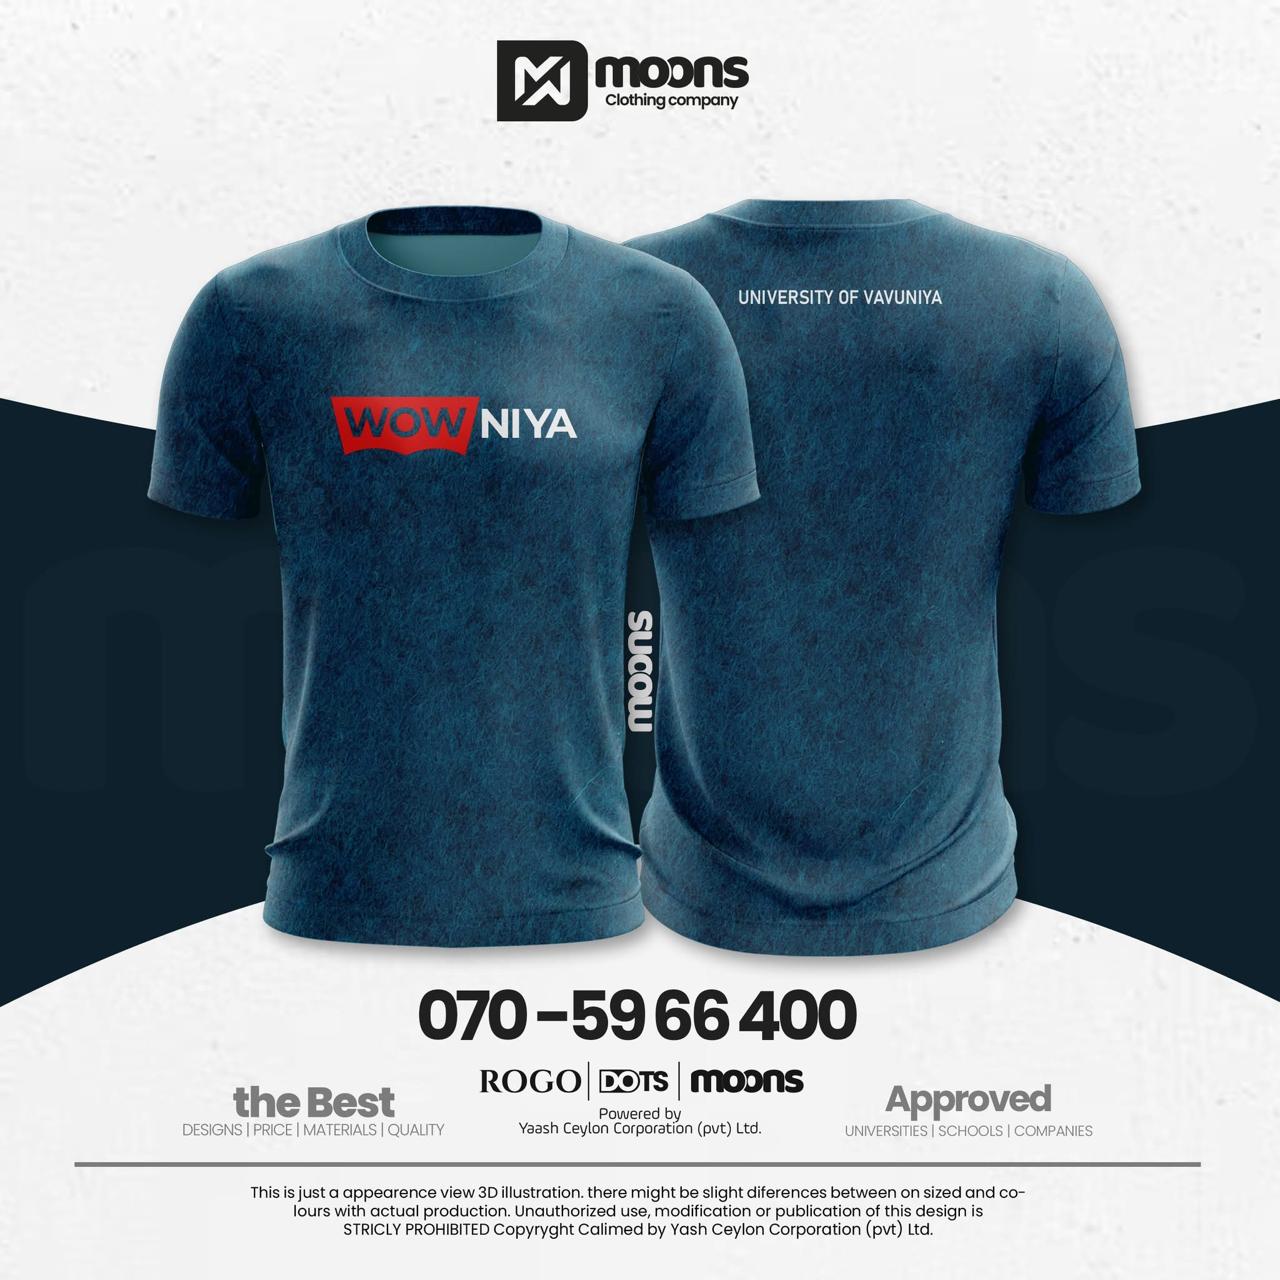 moons
Clothing company
UNIVERSITY OF VAVUNIYA
WOWNIYA
moons
moons
070-59 66 400
ROGO | DOTS | moons
the Best
DESIGNS | PRICE | MATERIALS | QUALITY
Powered by
Yaash Ceylon Corporation (pvt) Ltd.
Approved
UNIVERSITIES | SCHOOLS | COMPANIES
This is just a appearence view 3D illustration. there might be slight diferences between on sized and co-
lours with actual production. Unauthorized use, modification or publication of this design is
STRICLY PROHIBITED Copyryght Calimed by Yash Ceylon Corporation (pvt) Ltd.